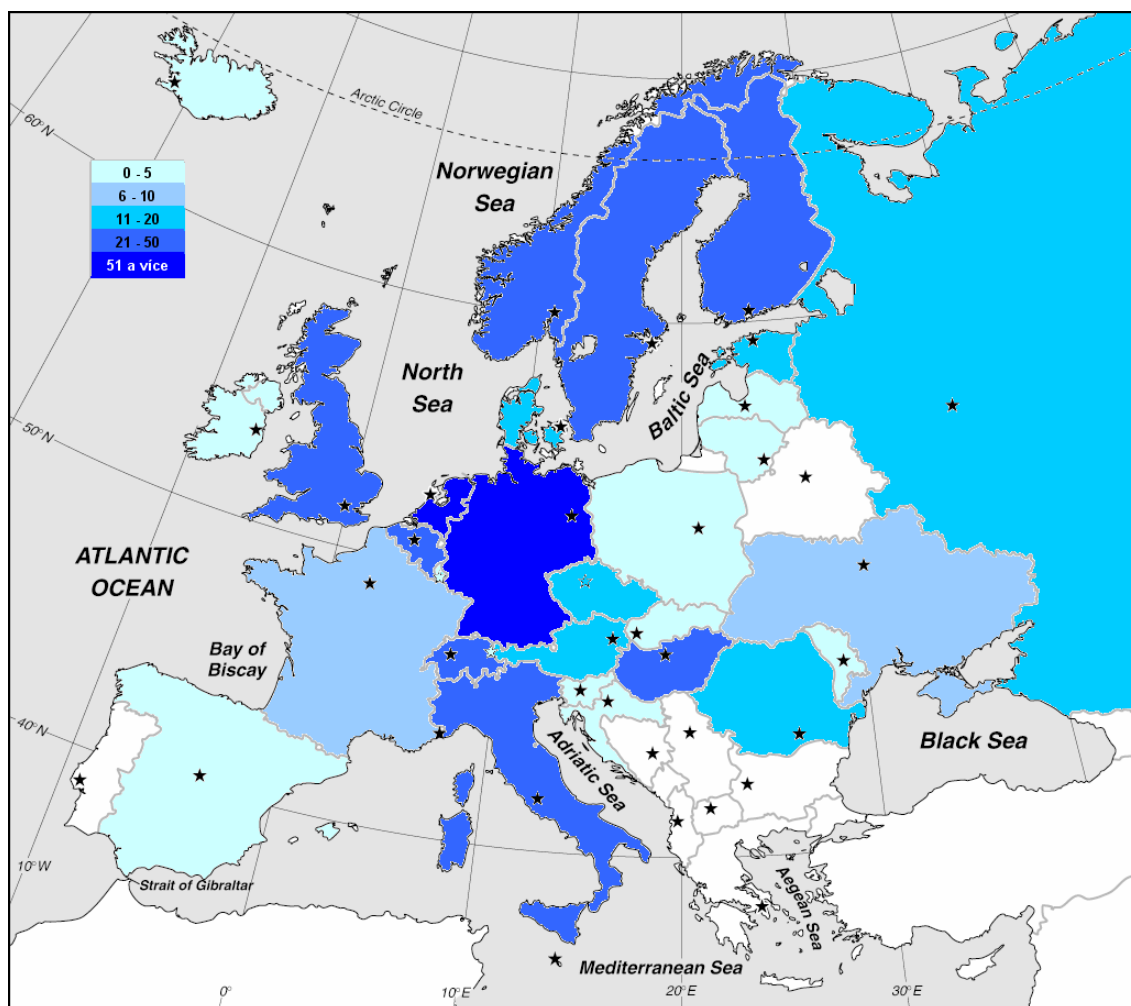 Arctic Circle
60°N
0 - 5
6 - 10
11 - 20
21 - 50
51 a více
Norwegian
Sea
North
Sea
Baltic Sea
50°N
ATLANTIC
OCEAN
Bay of
Biscay
40°N
Adriatic Sea
Black Sea
10°W
Strait of Gibraltar
Aegean Sea
Mediterranean Sea
0°
10°E
20°E
30°E